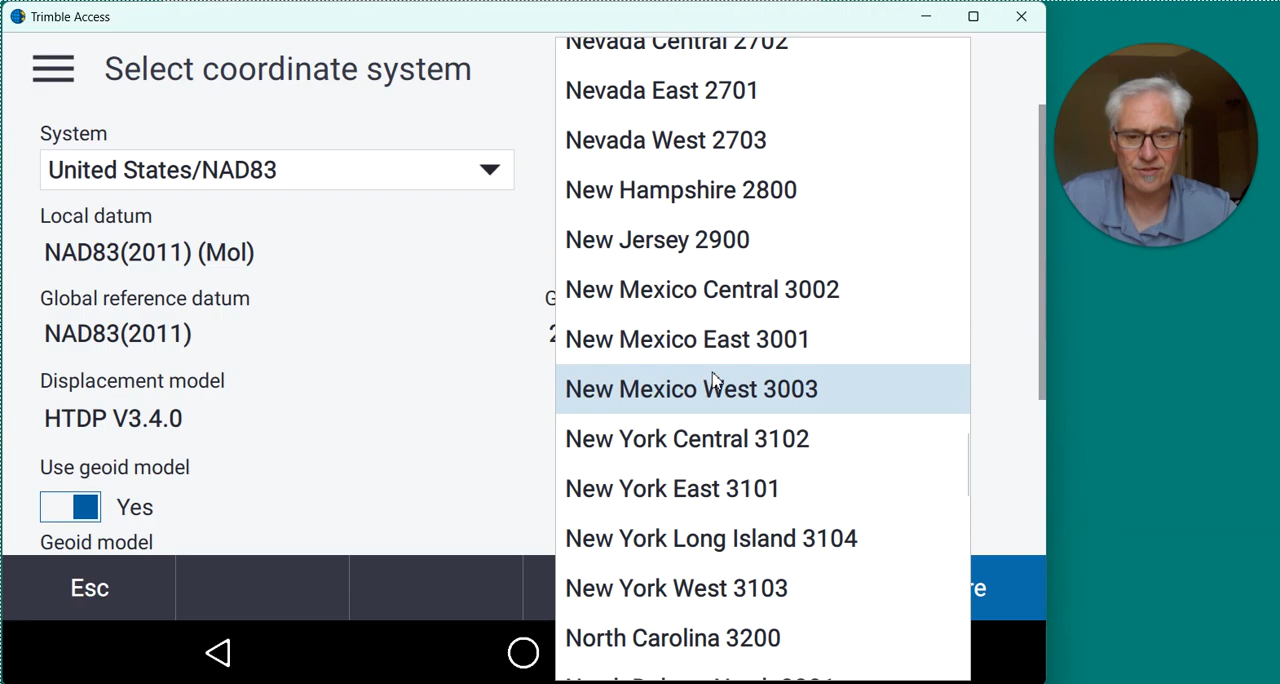 Trimble Access
Select coordinate system
System
United States/NAD83
Local datum
NAD83(2011) (Mol)
Global reference datum
NAD83(2011)
Displacement model
HTDP V3.4.0
Use geoid model
Yes
Geoid model
Nevada Central 2702
Nevada East 2701
Nevada West 2703
New Hampshire 2800
New Jersey 2900
New Mexico Central 3002
New Mexico East 3001
New Mexico West 3003
New York Central 3102
New York East 3101
New York Long Island 3104
New York West 3103
North Carolina 3200
Esc